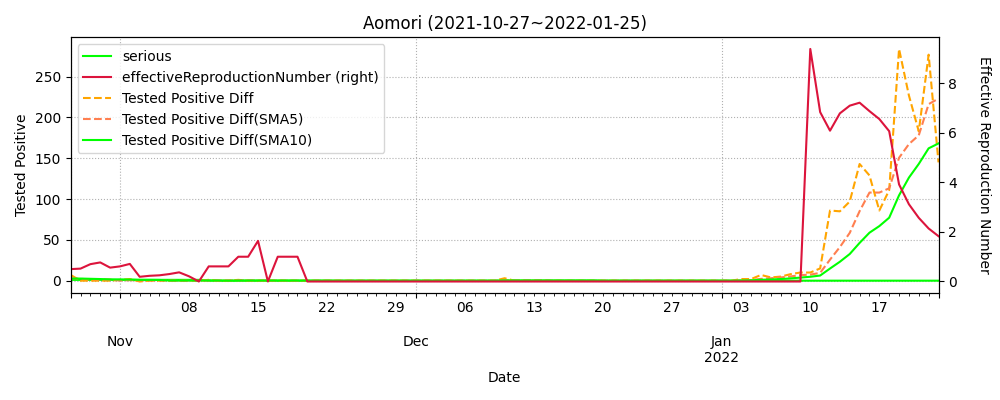 Aomori (2021-10-27~2022-01-25)
serious
effectiveReproductionNumber (right)
Tested Positive Diff
Tested Positive Diff(SMA5)
Tested Positive Diff(SMA10)
Tested Positive
250
200
150
100
50
0
8
6
4
2
0
Effective Reproduction Number
08 15 22 29 06 13 20 27 03 10 17
Nov Dec Jan
2022
Date